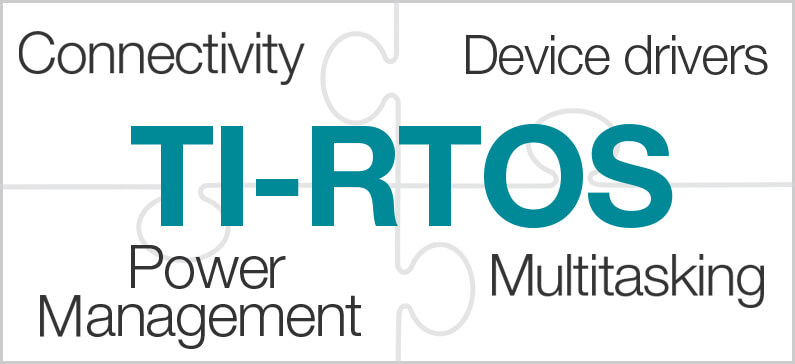 Connectivity
Device drivers
TI-RTOS
Power
Management
Multitasking